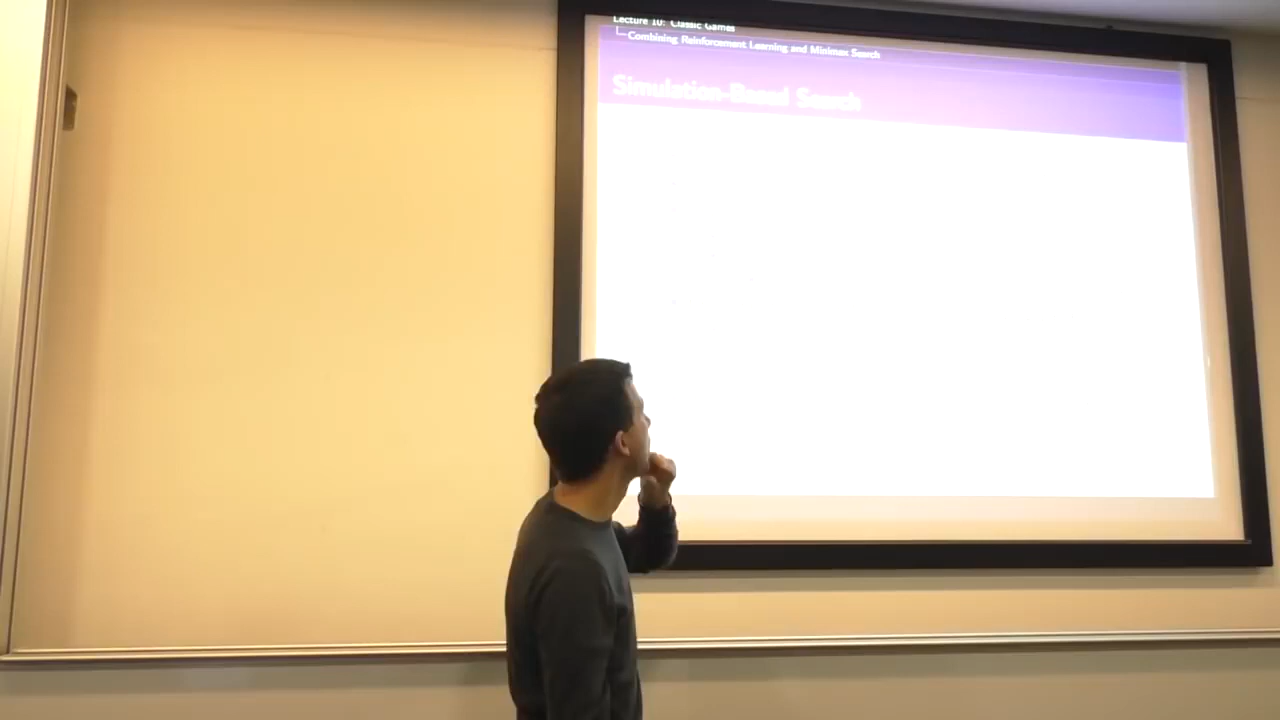 Lecture 10: Classic Games
Combining Reinforcement Learning and Minimax Search
Simulation-Based Search